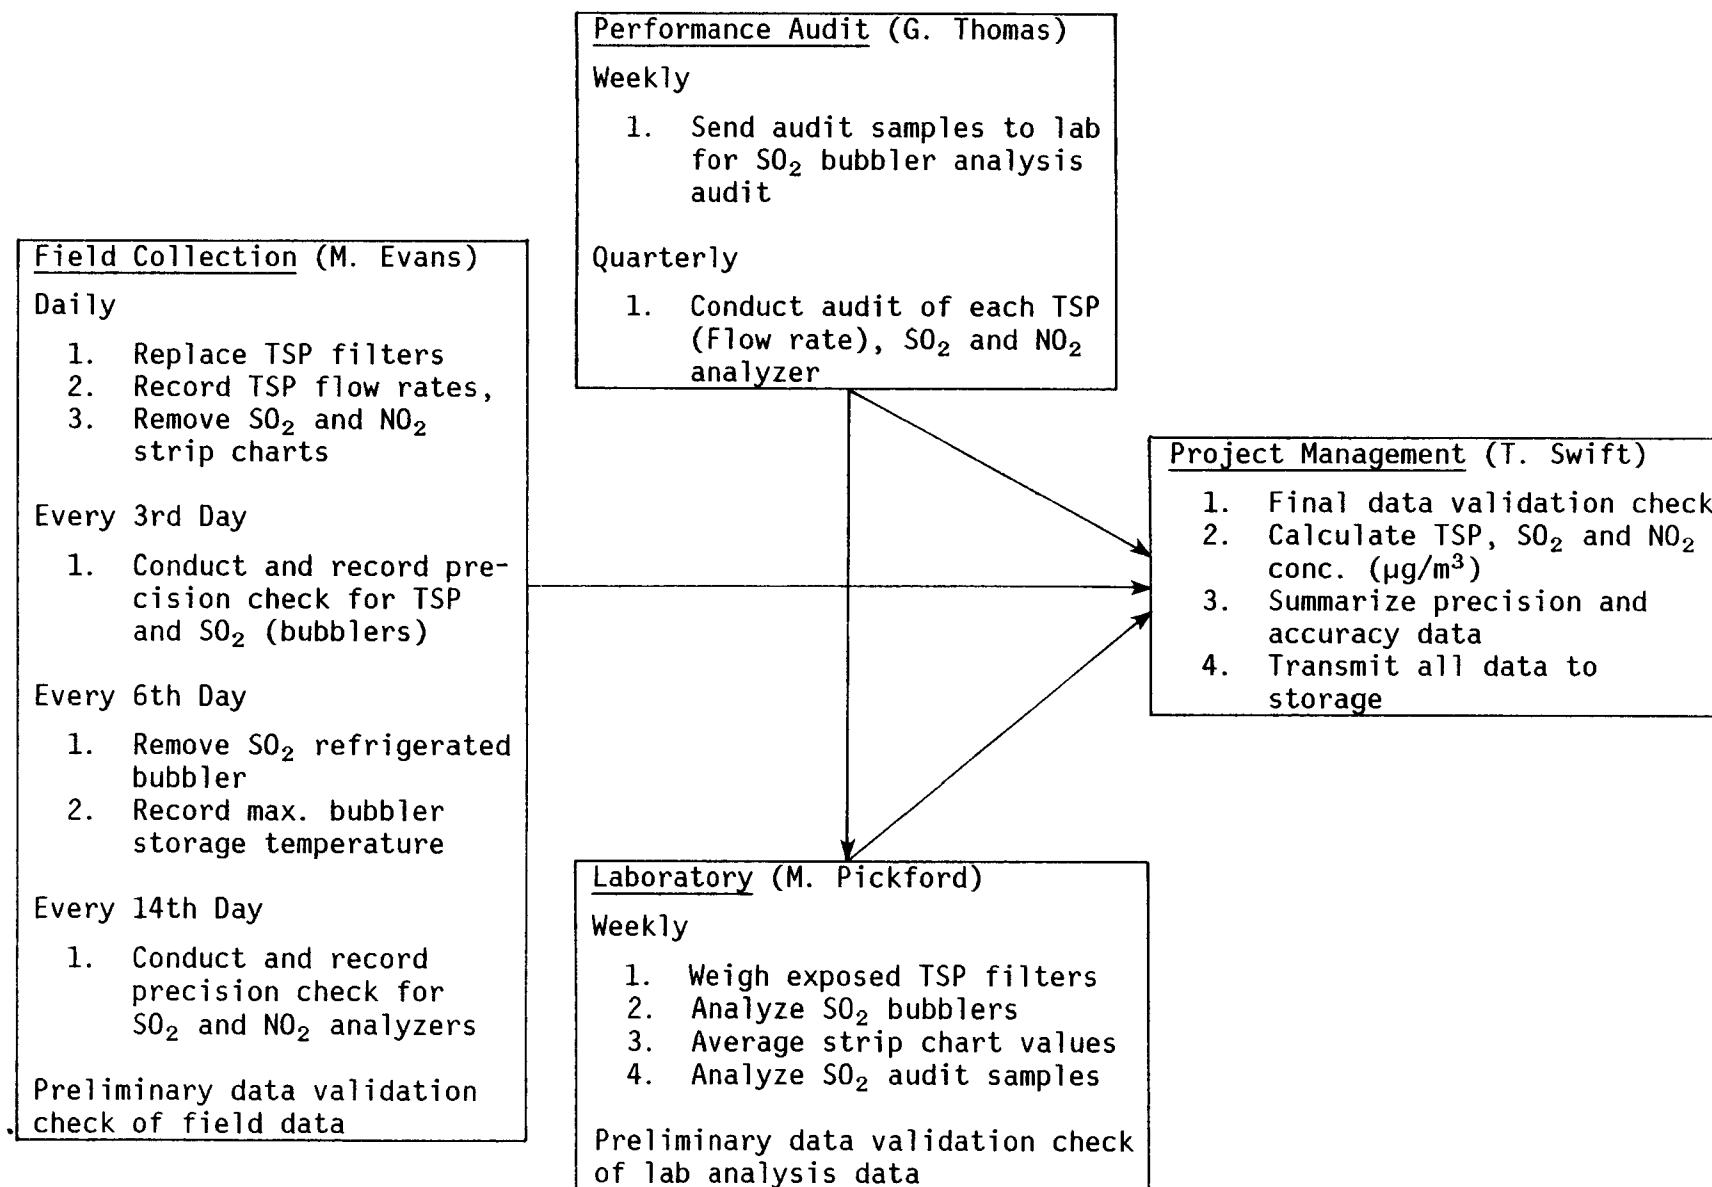 Performance Audit (G. Thomas)
Weekly
1. Send audit samples to lab
for SO₂ bubbler analysis
audit
Quarterly
1. Conduct audit of each TSP
(Flow rate), SO₂ and NO₂
analyzer
Field Collection (M. Evans)
Daily
1. Replace TSP filters
2. Record TSP flow rates,
3. Remove SO₂ and NO₂
strip charts
Every 3rd Day
1. Conduct and record pre-
cision check for TSP
and SO₂ (bubblers)
Every 6th Day
1. Remove SO₂ refrigerated
bubbler
2. Record max. bubbler
storage temperature
Every 14th Day
1. Conduct and record
precision check for
SO₂ and NO₂ analyzers
Preliminary data validation
check of field data
Project Management (T. Swift)
1. Final data validation check
2. Calculate TSP, SO₂ and NO₂
conc. (µg/m³)
3. Summarize precision and
accuracy data
4. Transmit all data to
storage
Laboratory (M. Pickford)
Weekly
1. Weigh exposed TSP filters
2. Analyze SO₂ bubblers
3. Average strip chart values
4. Analyze SO₂ audit samples
Preliminary data validation check
of lab analysis data